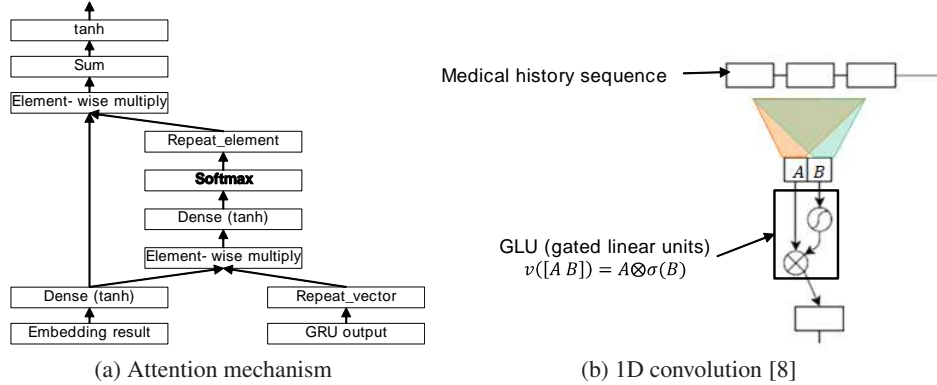 tanh
Sum
Element- wise multiply
Repeat_element
Softmax
Dense (tanh)
Element- wise multiply
Dense (tanh)
Repeat_vector
Embedding result
GRU output
(a) Attention mechanism
Medical history sequence
A B
GLU (gated linear units)
v([A B]) = A⊗σ(B)
(b) 1D convolution [8]